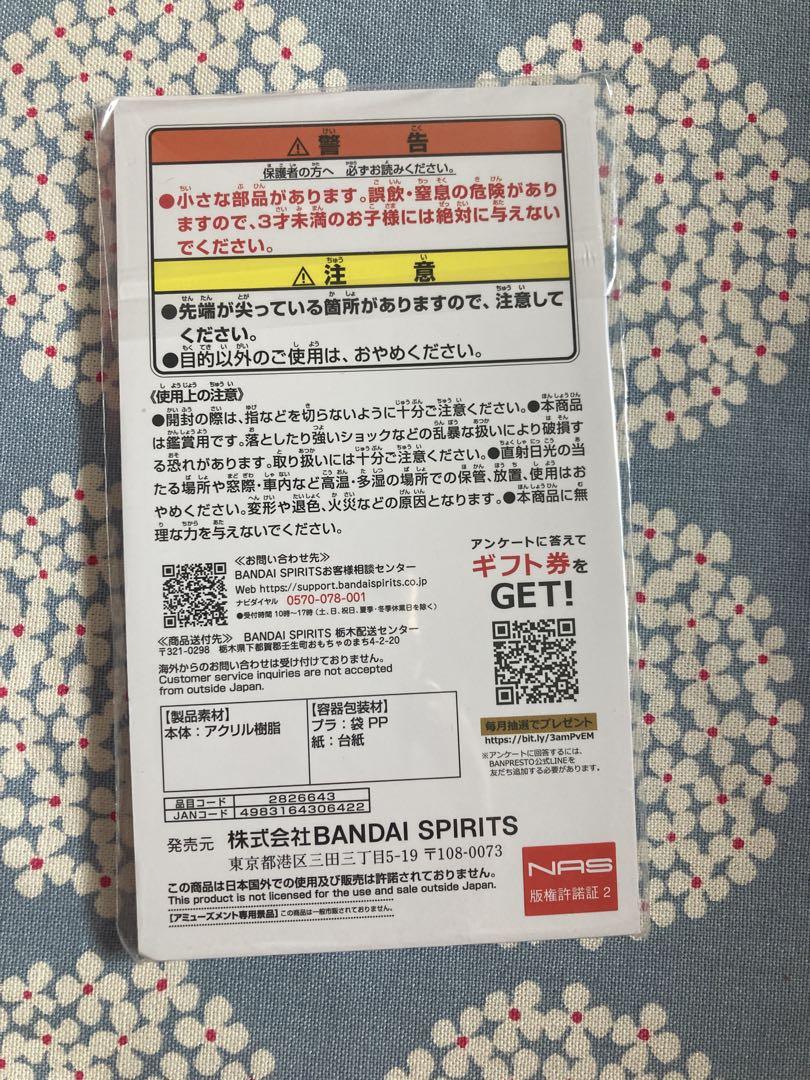 ⚠警告
保護者の方へ 必ずお読みください。
●小さな部品があります。誤飲・窒息の危険があり
ますので、3才未満のお子様には絶対に与えない
でください。
⚠注意
●先端が尖っている箇所がありますので、注意して
ください。
●目的以外のご使用は、おやめください。
《使用上の注意》
●開封の際は、指などを切らないように十分ご注意ください。●本商品
は鑑賞用です。落としたり強いショックなどの乱暴な扱いにより破損す
る恐れがあります。取り扱いには十分ご注意ください。●直射日光の当
たる場所や窓際・車内など高温・多湿の場所での保管、放置、使用はお
やめください。変形や退色、火災などの原因となります。●本商品に無
理な力を与えないでください。
≪お問い合わせ先≫
BANDAI SPIRITSお客様相談センター
Web https://support.bandaispirits.co.jp
ナビダイヤル 0570-078-001
●受付時間 10時〜17時（土、日、祝日、夏季・冬季休業日を除く）
≪商品送付先≫ BANDAI SPIRITS 栃木配送センター
〒321-0298 栃木県下都賀郡壬生町おもちゃのまち4-2-20
海外からのお問い合わせは受け付けておりません。
Customer service inquiries are not accepted
from outside Japan.
アンケートに答えて
ギフト券を
GET!
毎月抽選でプレゼント
https://bit.ly/3amPvEM
※アンケートに回答するには、
BANPRESTO公式LINEを
友だち追加する必要があります。
【製品素材】
本体：アクリル樹脂
【容器包装材】
プラ：袋 PP
紙：台紙
品目コード 2826643
JANコード 4983164306422
発売元 株式会社BANDAI SPIRITS
東京都港区三田三丁目5-19 〒108-0073
この商品は日本国外での使用及び販売は許諾されておりません。
This product is not licensed for the use and sale outside Japan.
【アミューズメント専用景品】この商品は一般市販されておりません。
NAS
版権許諾証 2